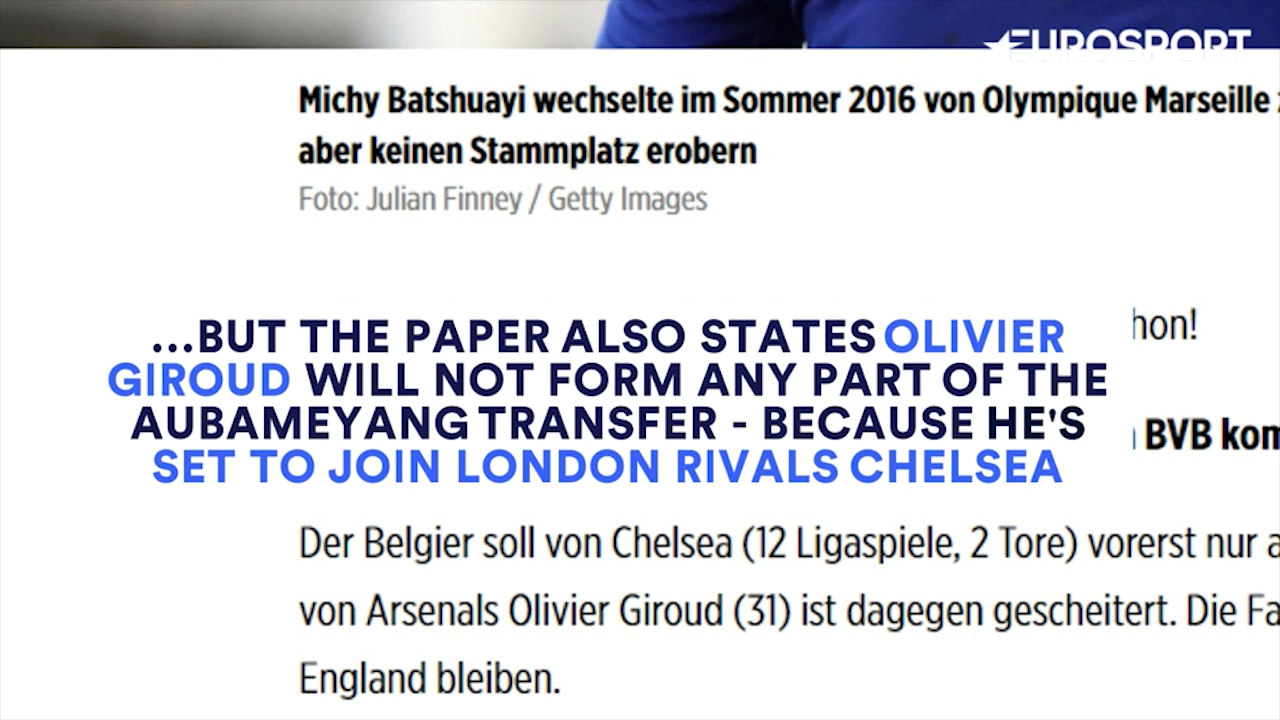 EUROSPORT
Michy Batshuayi wechselte im Sommer 2016 von Olympique Marseille
aber keinen Stammplatz erobern
Foto: Julian Finney / Getty Images
hon!
...BUT THE PAPER ALSO STATES OLIVIER
GIROUD WILL NOT FORM ANY PART OF THE
AUBAMEYANG TRANSFER - BECAUSE HE'S
SET TO JOIN LONDON RIVALS CHELSEA
BVB kom
Der Belgier soll von Chelsea (12 Ligaspiele, 2 Tore) vorerst nur a
von Arsenals Olivier Giroud (31) ist dagegen gescheitert. Die Fa
England bleiben.